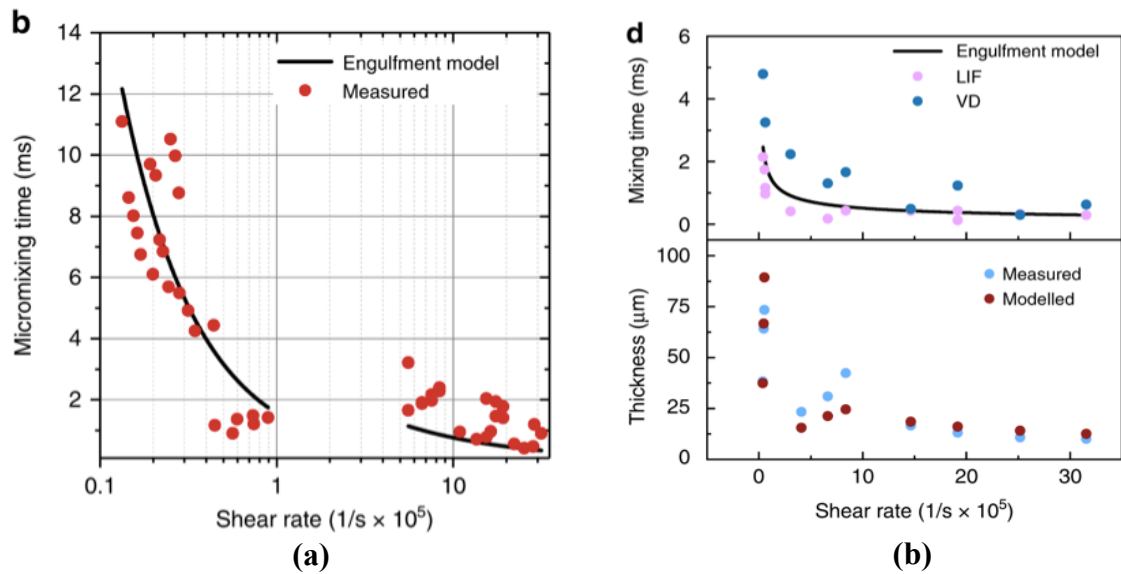 b
14
12
10
8
6
4
2
Micromixing time (ms)
Engulfment model
Measured
0.1
1
10
Shear rate (1/s × 10⁵)
(a)
d
6
4
2
0
Mixing time (ms)
Engulfment model
LIF
VD
100
75
50
25
0
Thickness (μm)
Measured
Modelled
0
10
20
30
Shear rate (1/s × 10⁵)
(b)